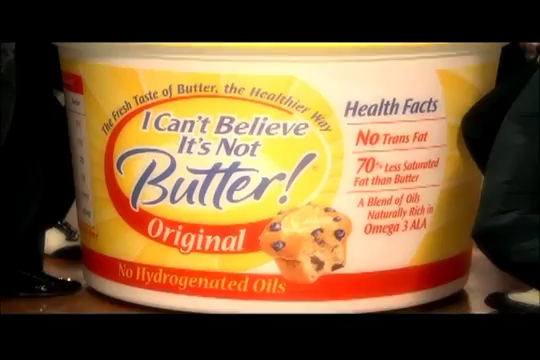 The Fresh Taste of Butter, the Healthier Way
I Can't Believe
It's Not
Butter!
Original
No Hydrogenated Oils
Health Facts
No Trans Fat
70% Less Saturated
Fat than Butter
A Blend of Oils
Naturally Rich in
Omega 3 ALA